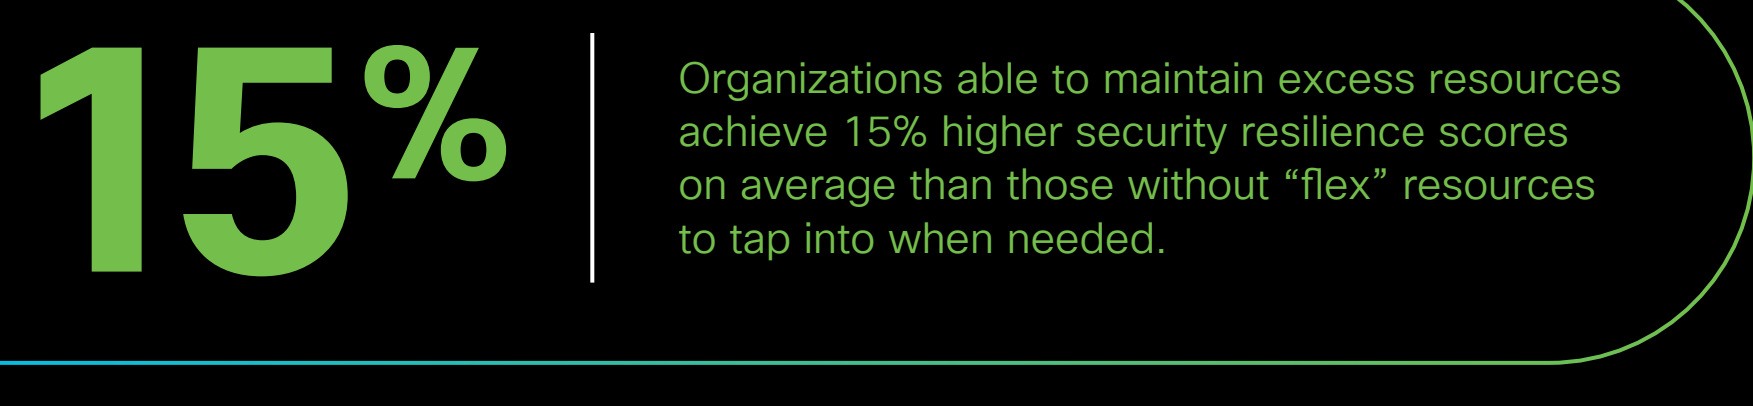 15%
Organizations able to maintain excess resources
achieve 15% higher security resilience scores
on average than those without “flex” resources
to tap into when needed.